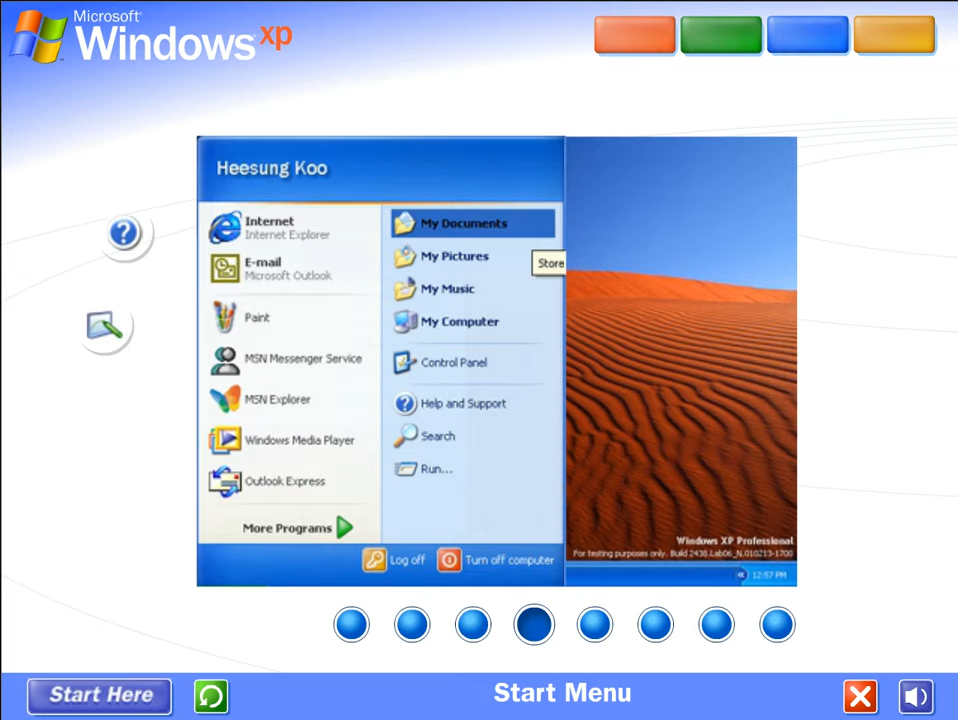 Microsoft®
Windows xp
Heesung Koo
Internet
Internet Explorer
E-mail
Microsoft Outlook
Paint
MSN Messenger Service
MSN Explorer
Windows Media Player
Outlook Express
More Programs
My Documents
Store
My Pictures
My Music
My Computer
Control Panel
Help and Support
Search
Run...
Log off
Turn off computer
Windows XP Professional
For testing purposes only. Build 2438.Lab06_N.010213-1700
12:57 PM
Start Here
Start Menu